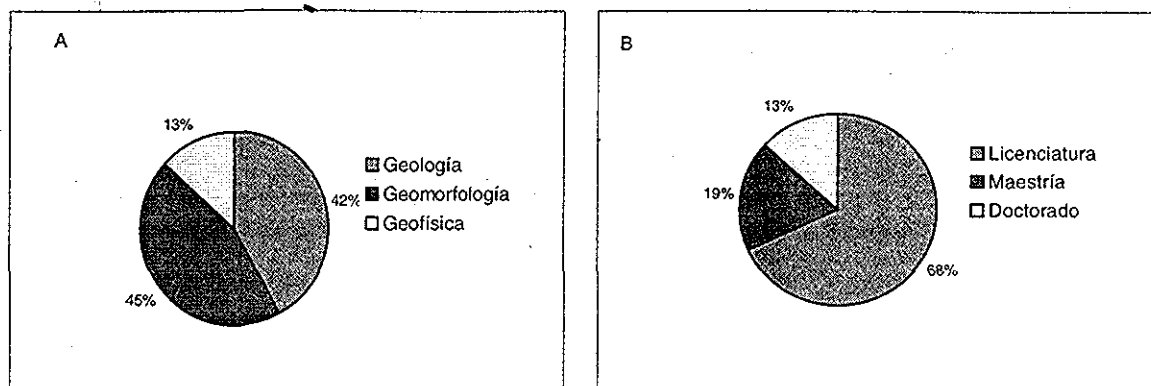 A
13%
Geología
Geomorfología
Geofísica
42%
45%
B
13%
Licenciatura
Maestría
Doctorado
19%
68%